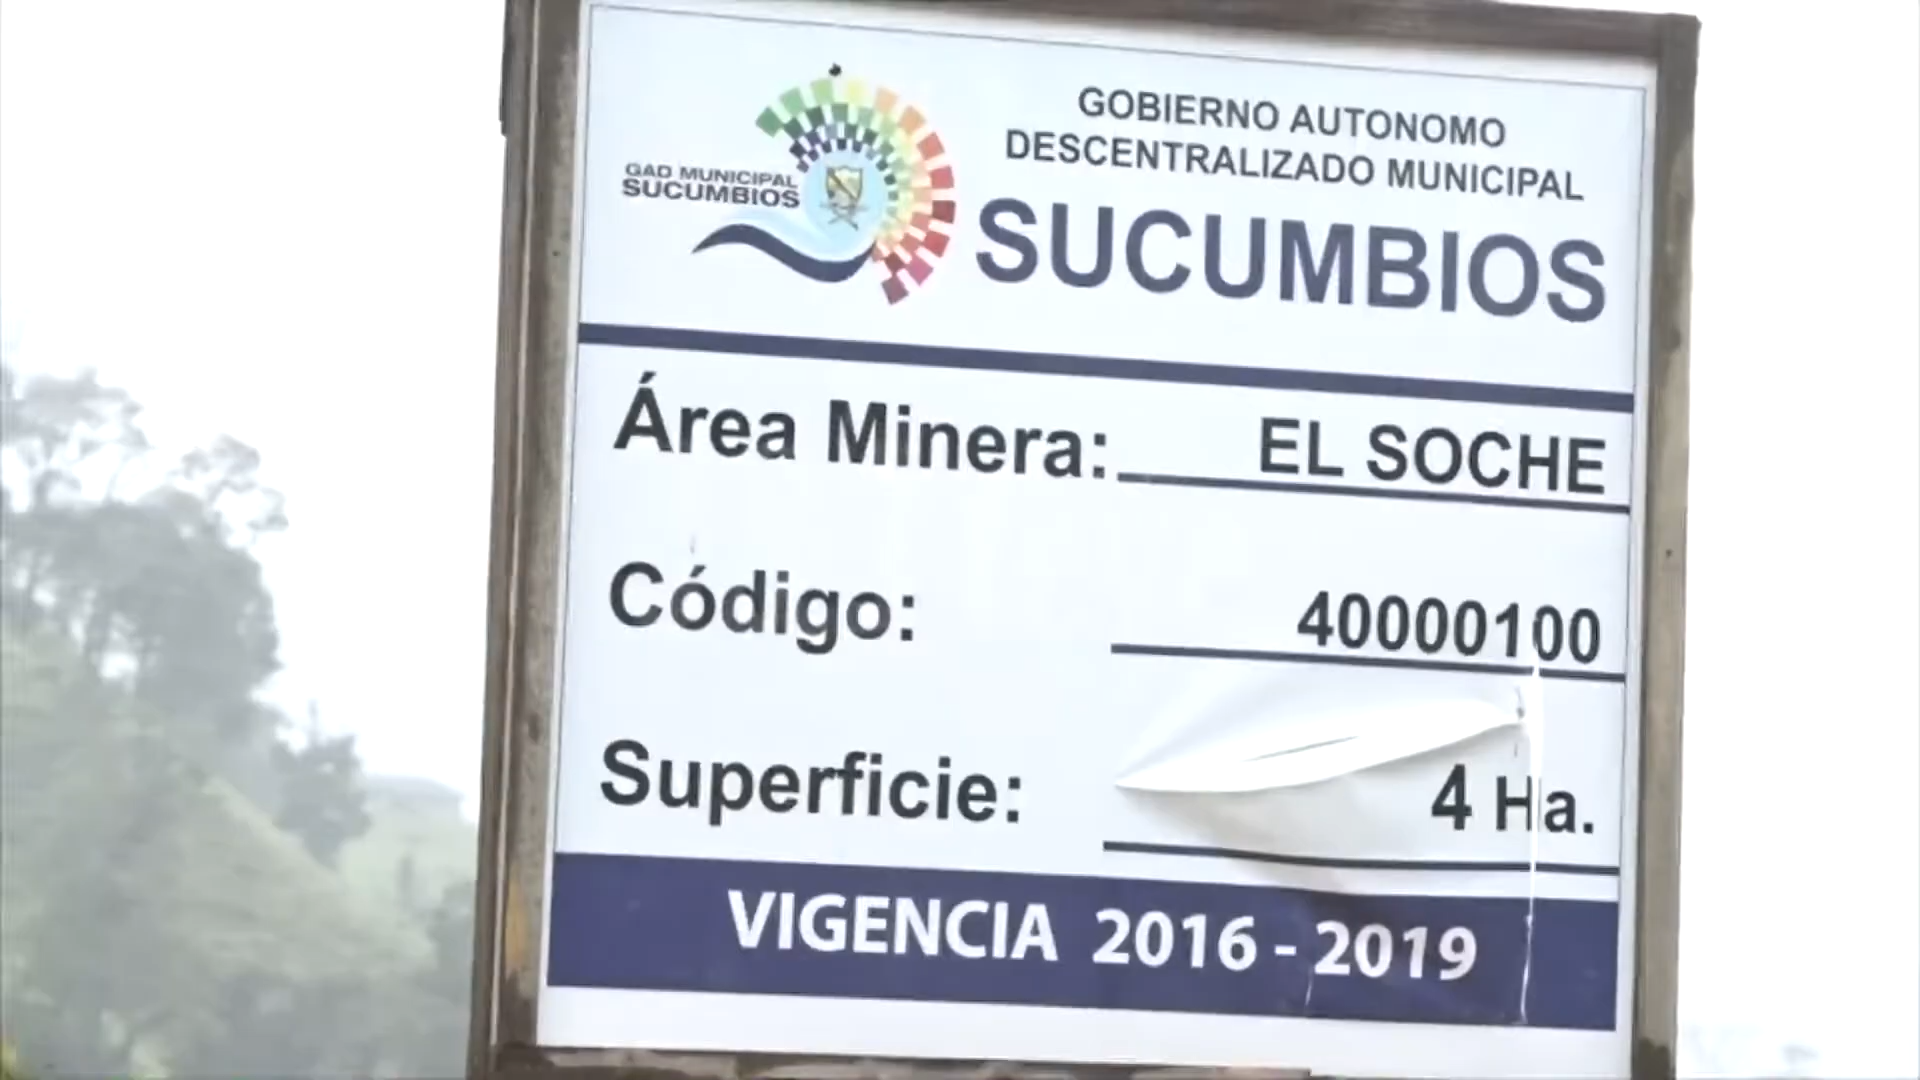 GAD MUNICIPAL
SUCUMBIOS
GOBIERNO AUTONOMO
DESCENTRALIZADO MUNICIPAL
SUCUMBIOS
Área Minera: EL SOCHE
Código: 40000100
Superficie: 4 Ha.
VIGENCIA 2016 - 2019